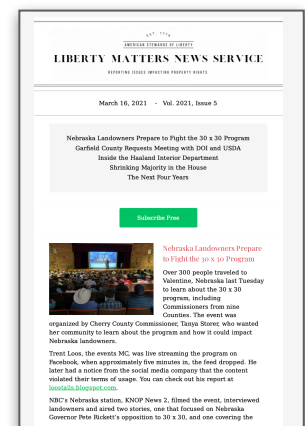 EST. 1776
AMERICAN STEWARDS OF LIBERTY
LIBERTY MATTERS NEWS SERVICE
REPORTING ISSUES IMPACTING PROPERTY RIGHTS
March 16, 2021 - Vol. 2021, Issue 5
Nebraska Landowners Prepare to Fight the 30 x 30 Program
Garfield County Requests Meeting with DOI and USDA
Inside the Haaland Interior Department
Shrinking Majority in the House
The Next Four Years
Subscribe Free
Nebraska Landowners Prepare
to Fight the 30 x 30 Program
Over 300 people traveled to
Valentine, Nebraska last Tuesday
to learn about the 30 x 30
program, including
Commissioners from nine
Counties. The event was
organized by Cherry County Commissioner, Tanya Storer, who wanted
her community to learn about the program and how it could impact
Nebraska landowners.
Trent Loos, the events MC, was live streaming the program on
Facebook, when approximately five minutes in, the feed dropped. He
later had a notice from the social media company that the content
violated their terms of usage. You can check out his report at
loostails.blogspot.com.
NBC's Nebraska station, KNOP News 2, filmed the event, interviewed
landowners and aired two stories, one that focused on Nebraska
Governor Pete Rickett's opposition to 30 x 30, and one covering the